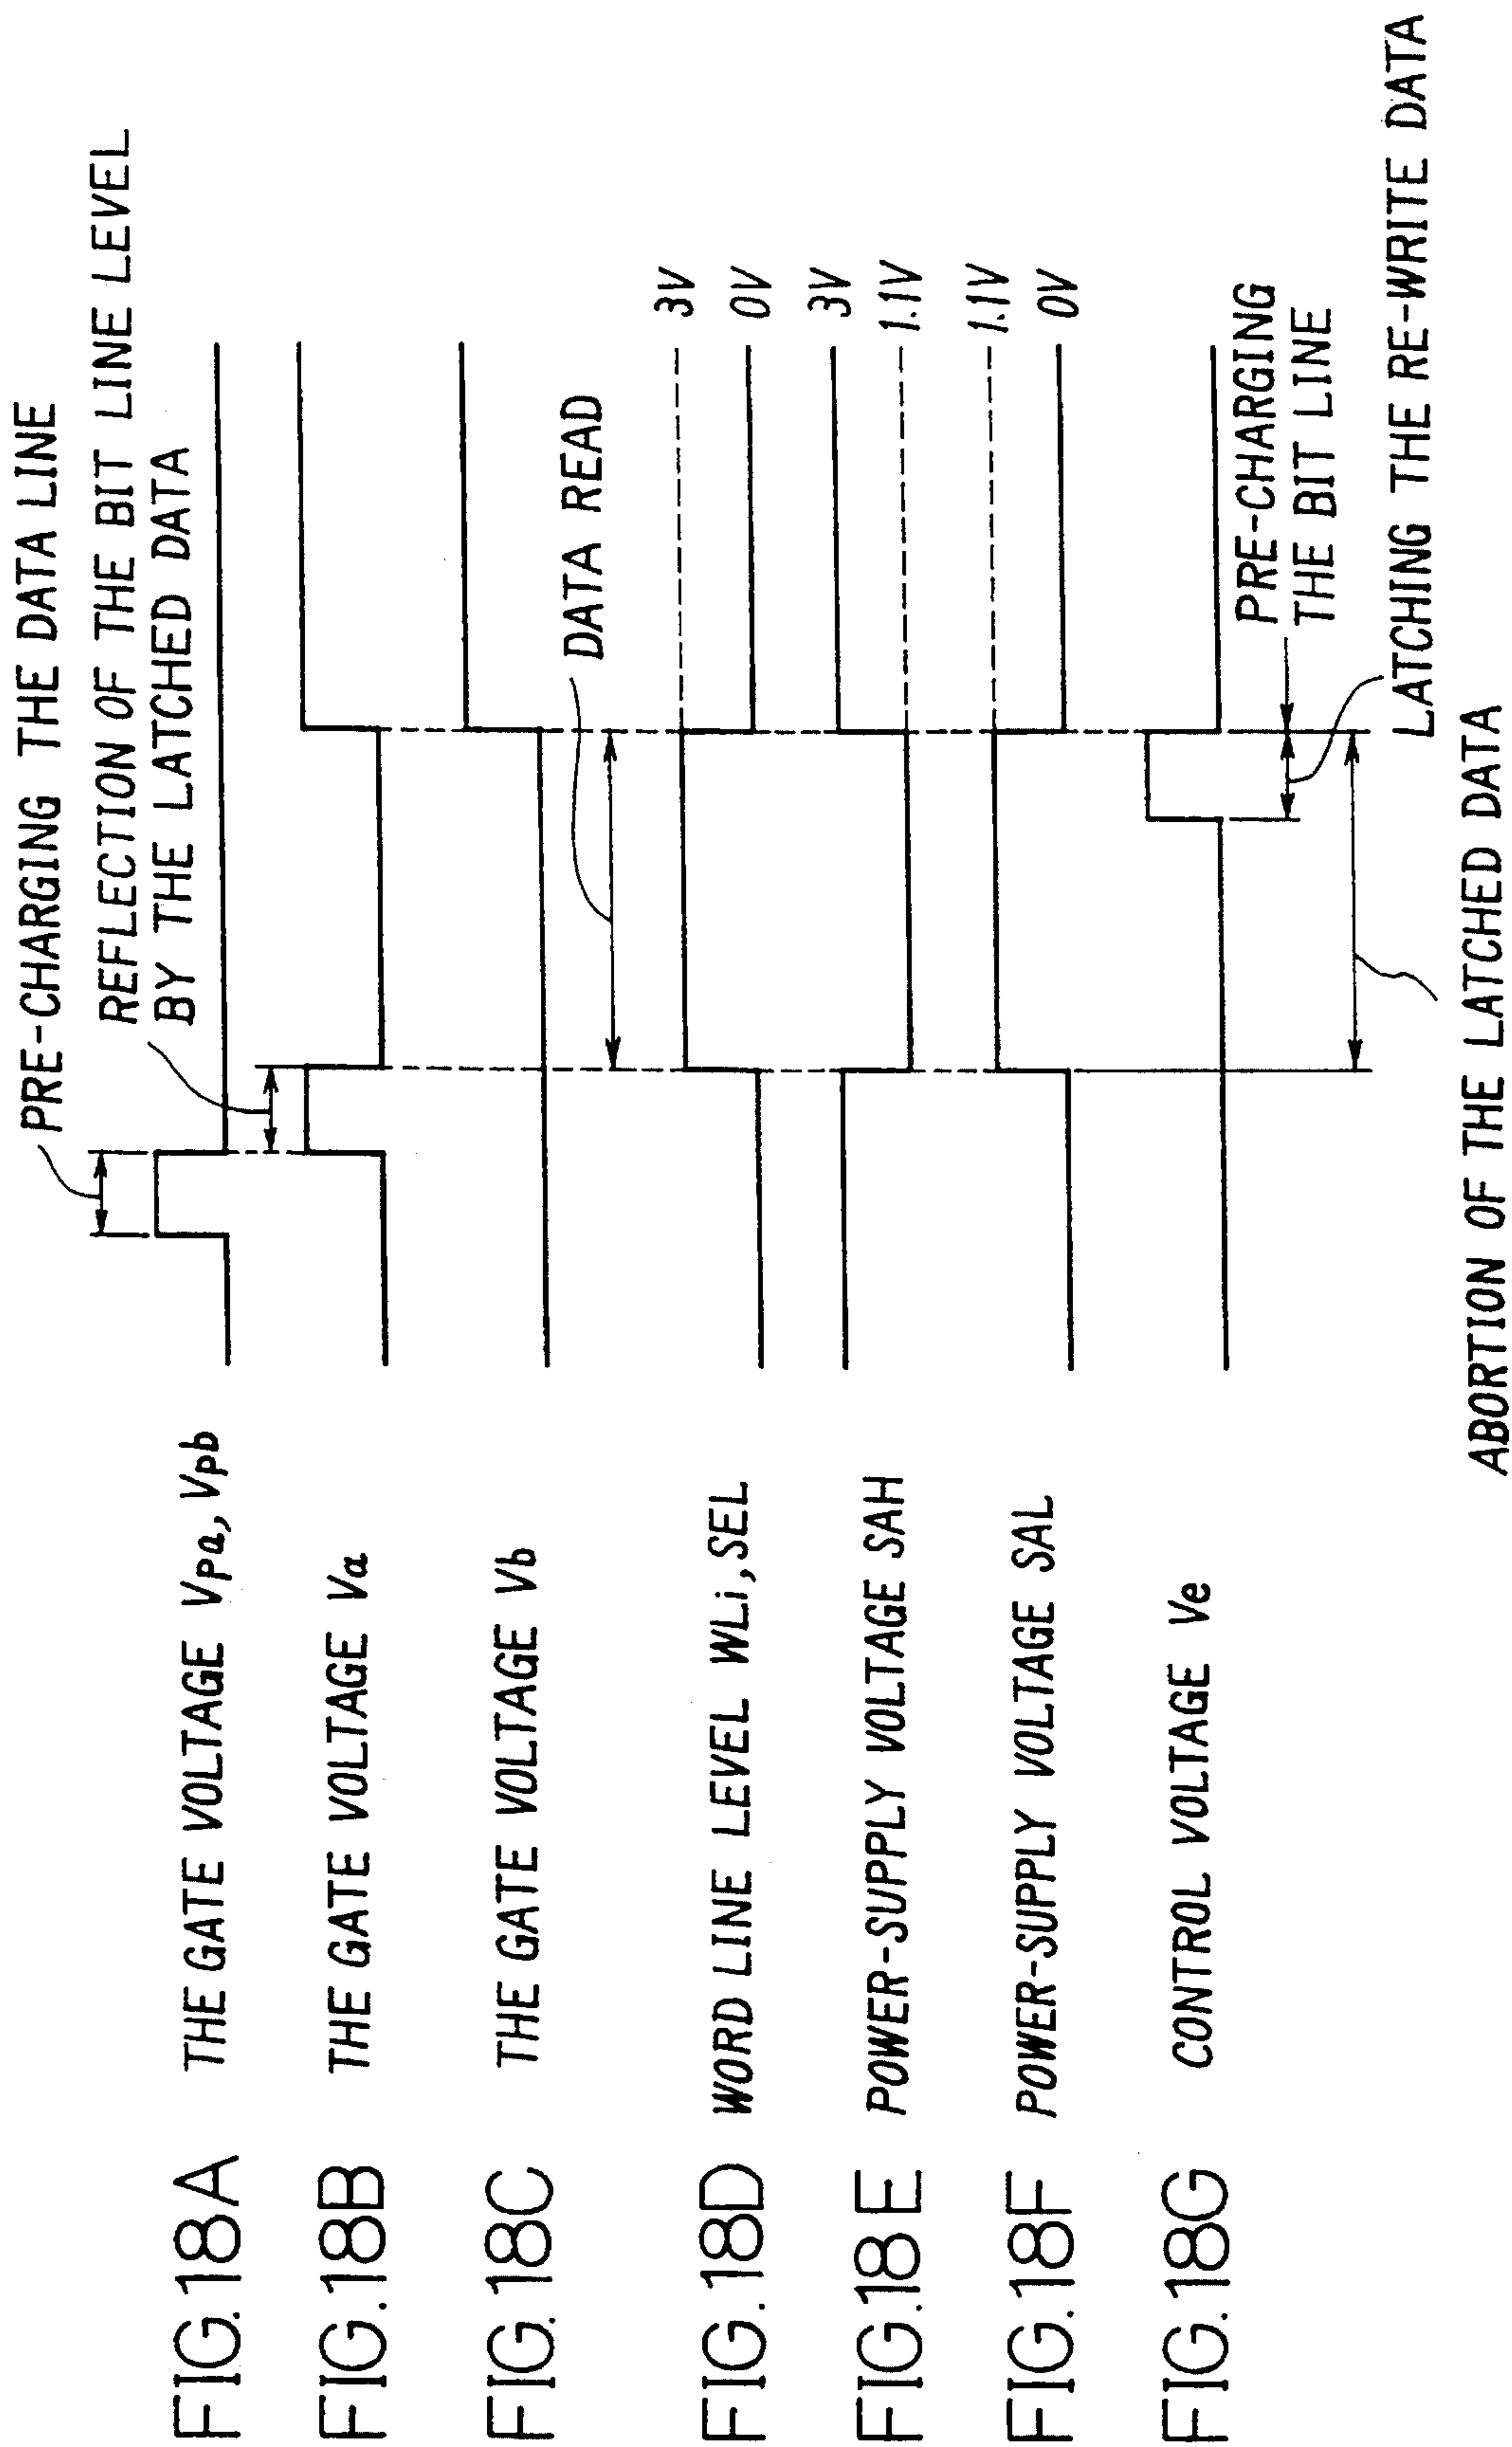 PRE-CHARGING THE DATA LINE
REFLECTION OF THE BIT LINE LEVEL
BY THE LATCHED DATA
FIG.18A THE GATE VOLTAGE Vpa, Vpb
FIG.18B THE GATE VOLTAGE Va
FIG.18C THE GATE VOLTAGE Vb
DATA READ
FIG.18D WORD LINE LEVEL WLi, SEL
3V
0V
FIG.18E POWER-SUPPLY VOLTAGE SAH
3V
1.1V
FIG.18F POWER-SUPPLY VOLTAGE SAL
1.1V
0V
FIG.18G CONTROL VOLTAGE Ve
PRE-CHARGING
THE BIT LINE
LATCHING THE RE-WRITE DATA
ABORTION OF THE LATCHED DATA